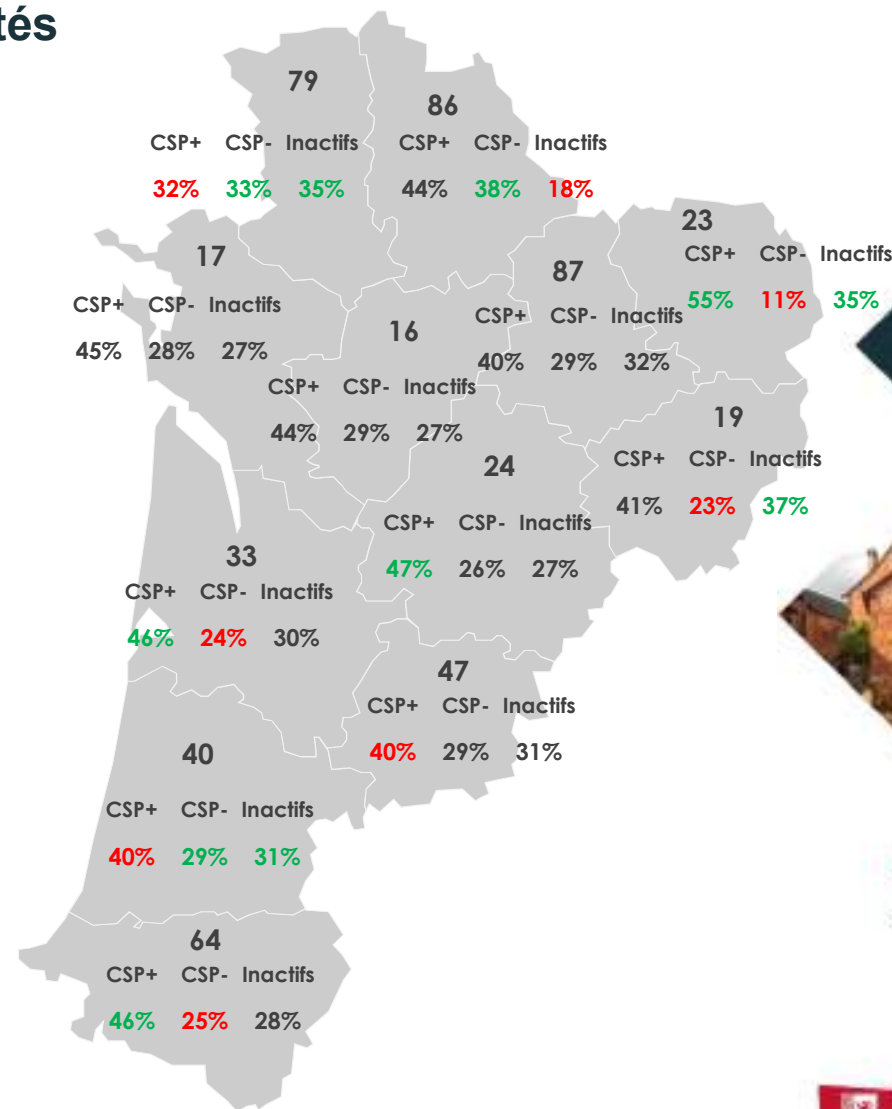 tés
79
CSP+ CSP- Inactifs
32% 33% 35%
86
CSP+ CSP- Inactifs
44% 38% 18%
23
CSP+ CSP- Inactifs
55% 11% 35%
17
CSP+ CSP- Inactifs
45% 28% 27%
87
CSP+ CSP- Inactifs
40% 29% 32%
16
CSP+ CSP- Inactifs
44% 29% 27%
19
CSP+ CSP- Inactifs
41% 23% 37%
24
CSP+ CSP- Inactifs
47% 26% 27%
33
CSP+ CSP- Inactifs
46% 24% 30%
47
CSP+ CSP- Inactifs
40% 29% 31%
40
CSP+ CSP- Inactifs
40% 29% 31%
64
CSP+ CSP- Inactifs
46% 25% 28%